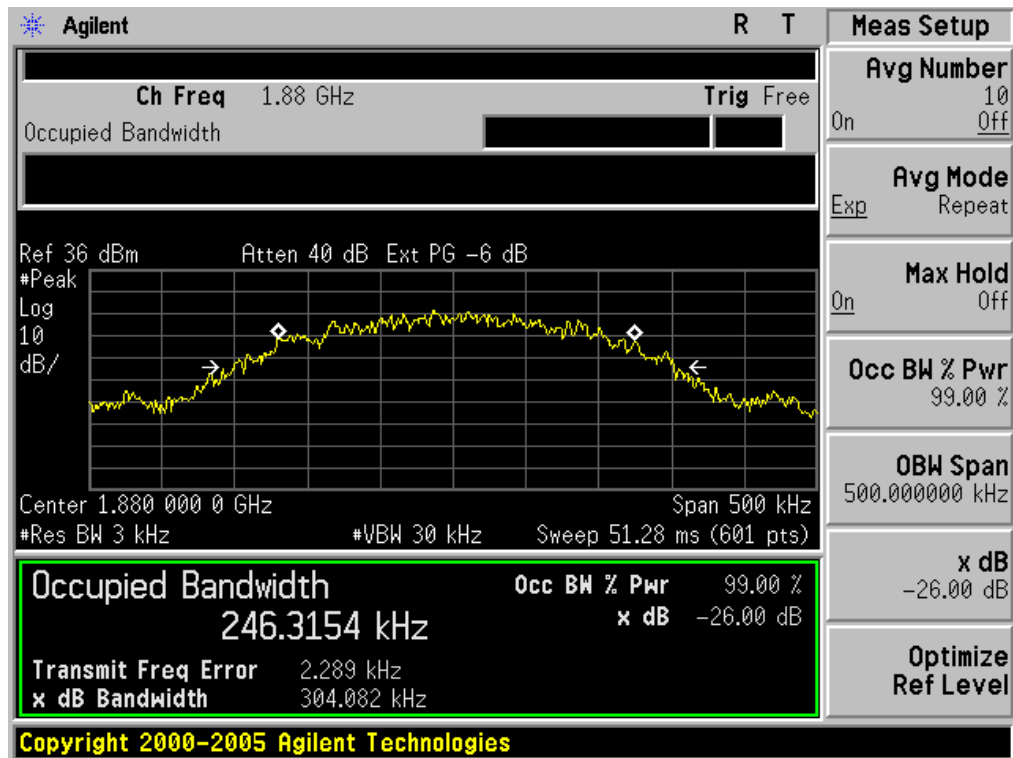 Agilent R T
Ch Freq 1.88 GHz Trig Free
Occupied Bandwidth
Ref 36 dBm Atten 40 dB Ext PG -6 dB
#Peak
Log
10
dB/
Center 1.880 000 0 GHz Span 500 kHz
#Res BW 3 kHz #VBW 30 kHz Sweep 51.28 ms (601 pts)
Occupied Bandwidth Occ BW % Pwr 99.00 %
246.3154 kHz x dB -26.00 dB
Transmit Freq Error 2.289 kHz
x dB Bandwidth 304.082 kHz
Copyright 2000-2005 Agilent Technologies
Meas Setup
Avg Number
10
On Off
Avg Mode
Exp Repeat
Max Hold
On Off
Occ BW % Pwr
99.00 %
OBW Span
500.000000 kHz
x dB
-26.00 dB
Optimize
Ref Level